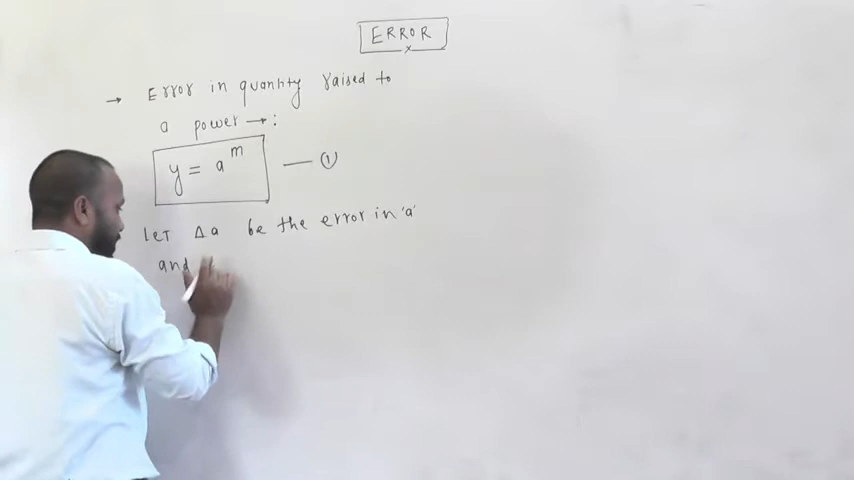 ERROR
→ Error in quantity raised to
a power →:
y = a^m — ①
LET Δa be the error in 'a'
and